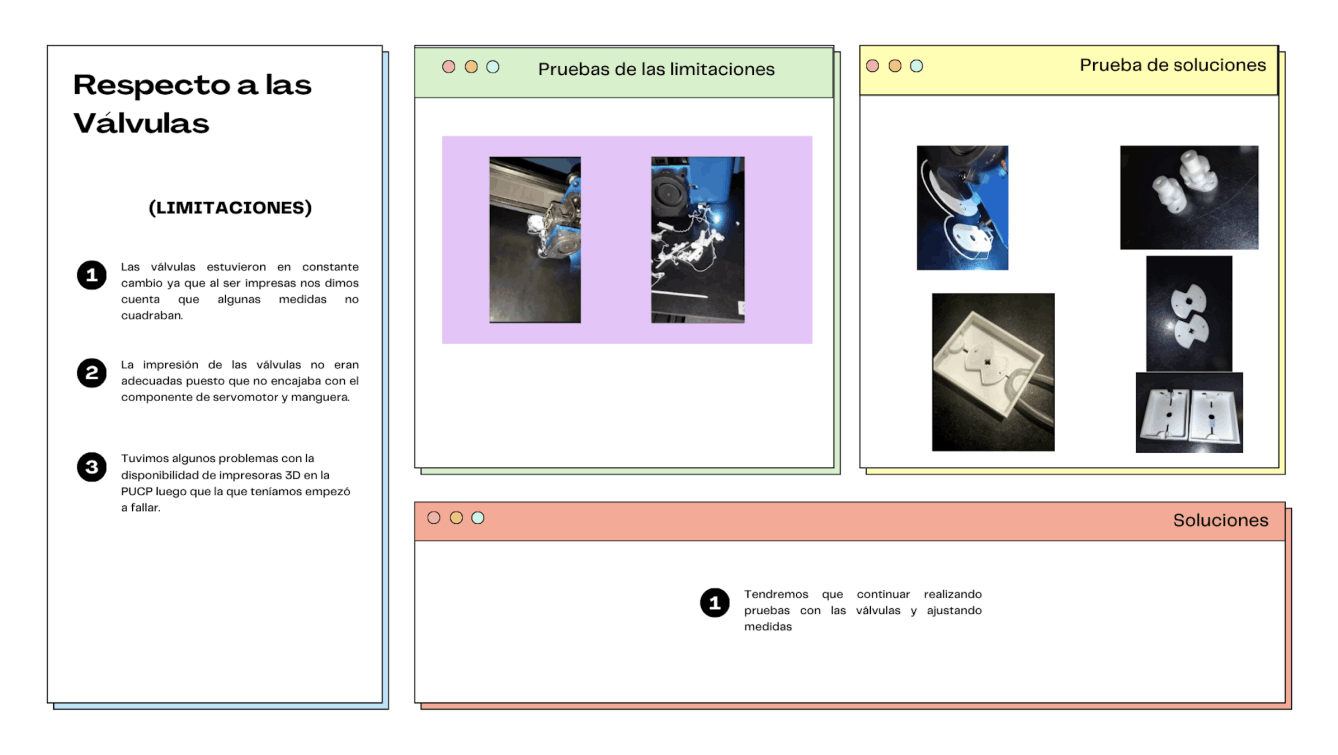 Respecto a las
Válvulas
(LIMITACIONES)
1
Las válvulas estuvieron en constante
cambio ya que al ser impresas nos dimos
cuenta que algunas medidas no
cuadraban.
2
La impresión de las válvulas no eran
adecuadas puesto que no encajaba con el
componente de servomotor y manguera.
3
Tuvimos algunos problemas con la
disponibilidad de impresoras 3D en la
PUCP luego que la que teníamos empezó
a fallar.
Pruebas de las limitaciones
Prueba de soluciones
Soluciones
1
Tendremos que continuar realizando
pruebas con las válvulas y ajustando
medidas